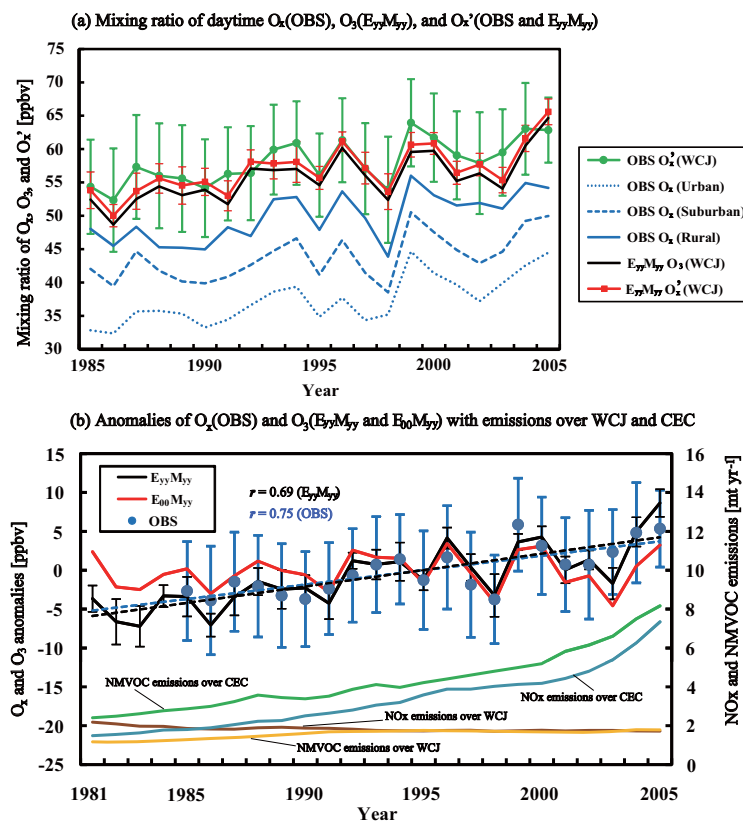 (a) Mixing ratio of daytime Ox(OBS), O3(EyyMyy), and Ox'(OBS and EyyMyy)
Mixing ratio of Ox, O3, and Ox' [ppbv]
75
70
65
60
55
50
45
40
35
30
1985
1990
1995
2000
2005
Year
OBS Ox'(WCJ)
OBS Ox (Urban)
OBS Ox (Suburban)
OBS Ox (Rural)
EyyMyy O3 (WCJ)
EyyMyy Ox'(WCJ)
(b) Anomalies of Ox(OBS) and O3(EyyMyy and E00Myy) with emissions over WCJ and CEC
Ox and O3 anomalies [ppbv]
15
10
5
0
-5
-10
-15
-20
-25
EyyMyy
E00Myy
OBS
r = 0.69 (EyyMyy)
r = 0.75 (OBS)
NMVOC emissions over CEC
NOx emissions over WCJ
NOx emissions over CEC
NMVOC emissions over WCJ
16
14
12
10
8
6
4
2
0
NOx and NMVOC emissions [mt yr-1]
1981
1985
1990
1995
2000
2005
Year